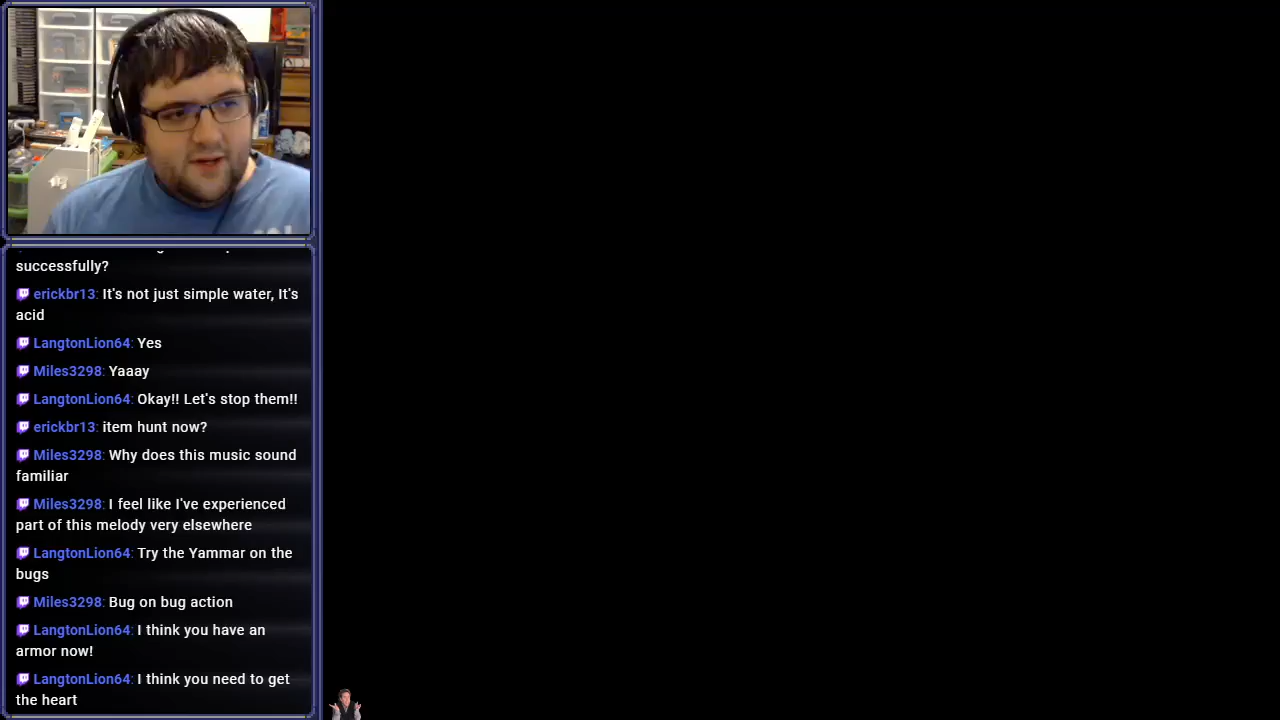 successfully?
erickbr13: It's not just simple water, It's
acid
LangtonLion64: Yes
Miles3298: Yaaay
LangtonLion64: Okay!! Let's stop them!!
erickbr13: item hunt now?
Miles3298: Why does this music sound
familiar
Miles3298: I feel like I've experienced
part of this melody very elsewhere
LangtonLion64: Try the Yammar on the
bugs
Miles3298: Bug on bug action
LangtonLion64: I think you have an
armor now!
LangtonLion64: I think you need to get
the heart